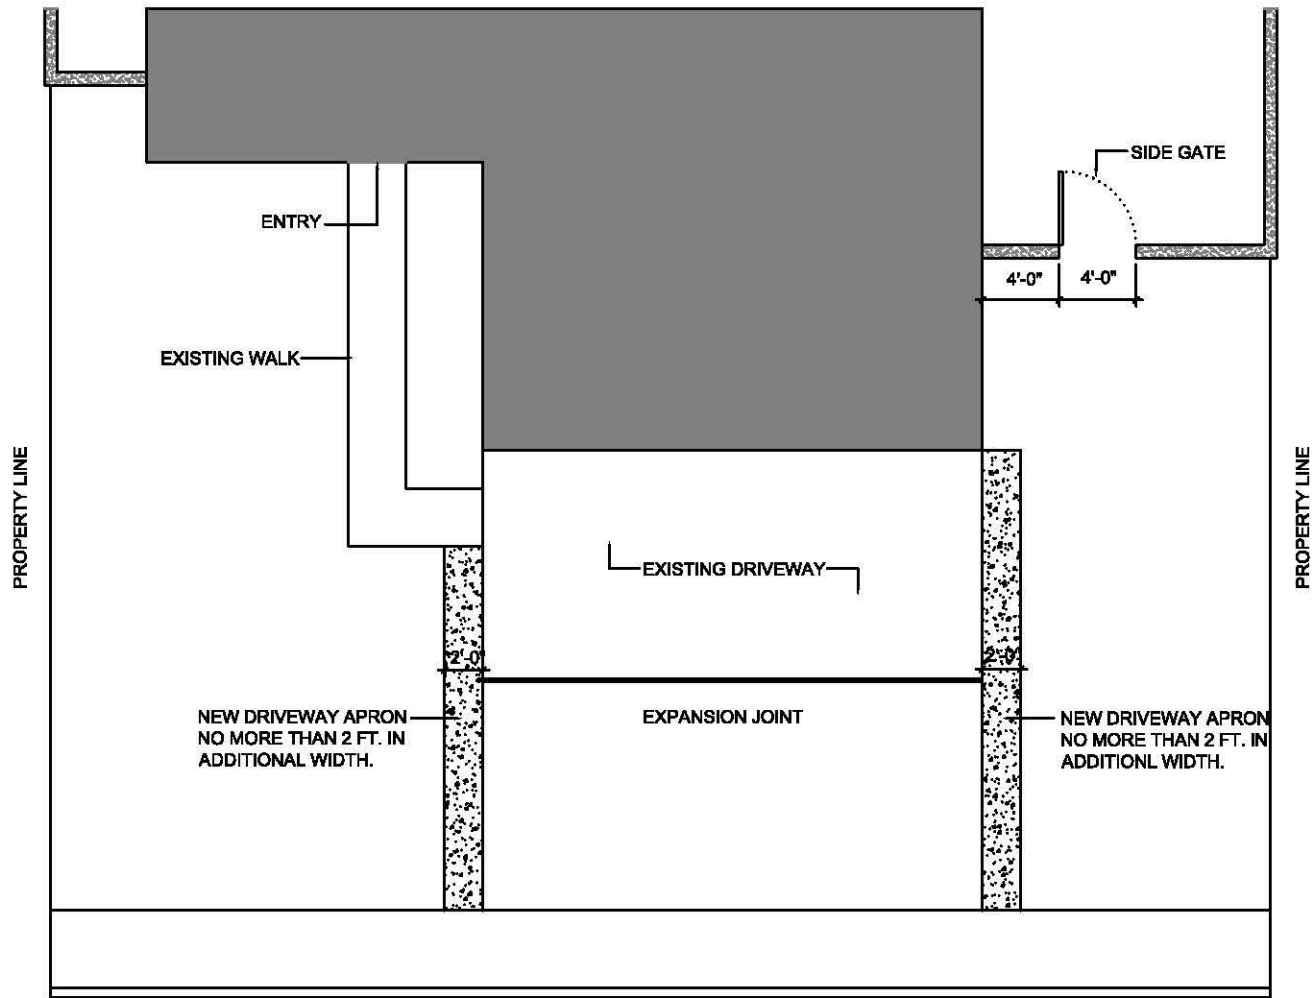 SIDE GATE
ENTRY
4'-0"
4'-0"
EXISTING WALK
PROPERTY LINE
PROPERTY LINE
EXISTING DRIVEWAY
2'-0"
2'-0"
NEW DRIVEWAY APRON
NO MORE THAN 2 FT. IN
ADDITIONAL WIDTH.
EXPANSION JOINT
NEW DRIVEWAY APRON
NO MORE THAN 2 FT. IN
ADDITIONL WIDTH.